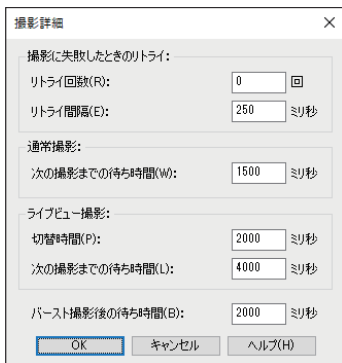 撮影詳細
撮影に失敗したときのリトライ:
リトライ回数(R): 0 回
リトライ間隔(E): 250 ミリ秒
通常撮影:
次の撮影までの待ち時間(W): 1500 ミリ秒
ライブビュー撮影:
切替時間(P): 2000 ミリ秒
次の撮影までの待ち時間(L): 4000 ミリ秒
バースト撮影後の待ち時間(B): 2000 ミリ秒
OK キャンセル ヘルプ(H)